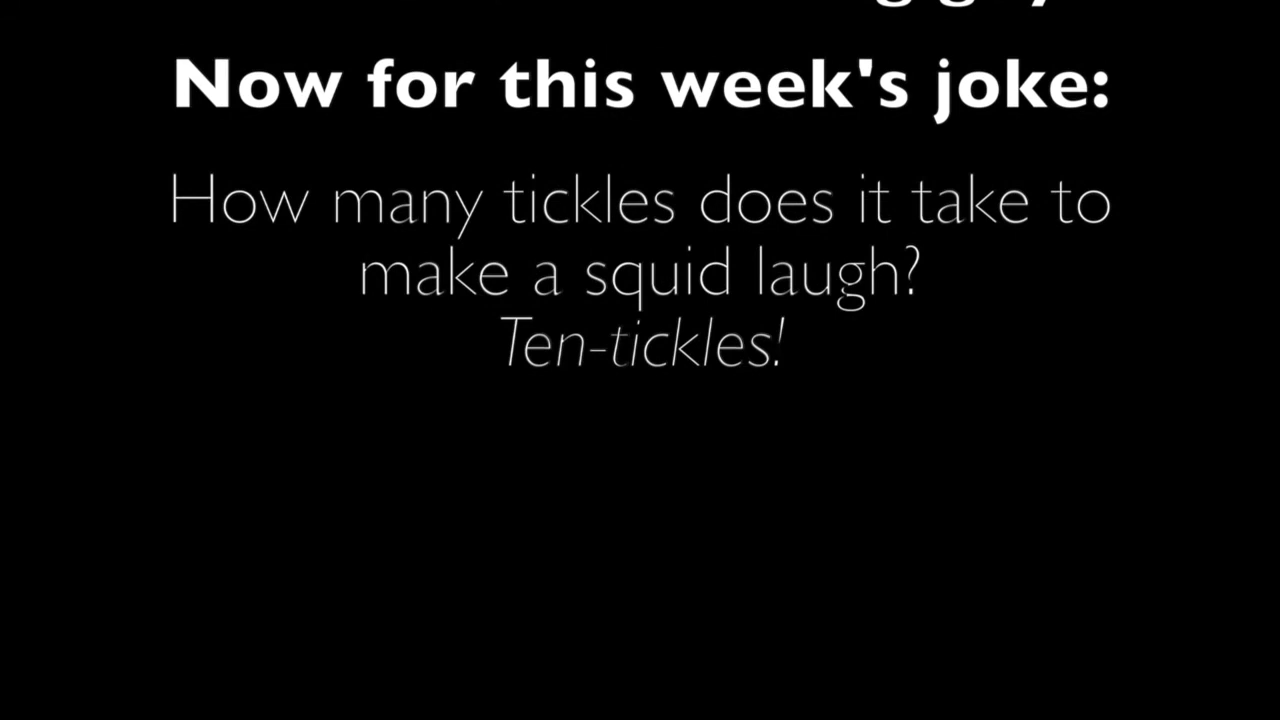 Now for this week's joke:
How many tickles does it take to
make a squid laugh?
Ten-tickles!